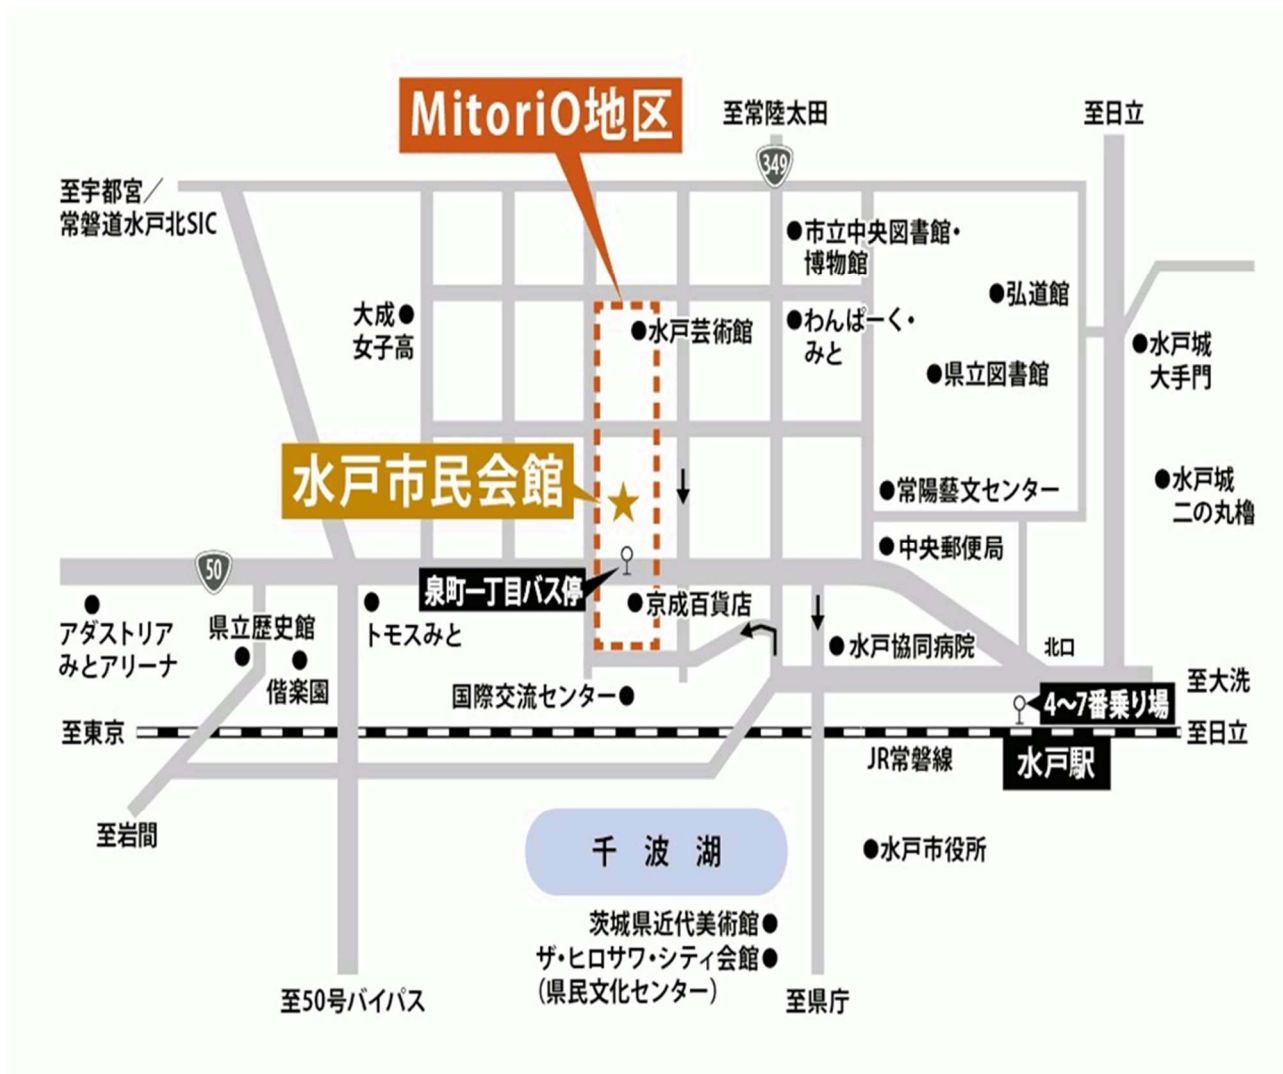 MitoriO地区
至常陸太田
至日立
349
至宇都宮／
常磐道水戸北SIC
市立中央図書館・
博物館
弘道館
大成
女子高
水戸芸術館
わんぱーく・
みと
水戸城
大手門
県立図書館
水戸市民会館
常陽藝文センター
水戸城
二の丸櫓
中央郵便局
50
泉町一丁目バス停
京成百貨店
アダストリア
みとアリーナ
県立歴史館
トモスみと
水戸協同病院
北口
偕楽園
国際交流センター
至大洗
4〜7番乗り場
至東京
至日立
JR常磐線
水戸駅
至岩間
千波湖
水戸市役所
茨城県近代美術館
ザ・ヒロサワ・シティ会館
（県民文化センター）
至50号バイパス
至県庁